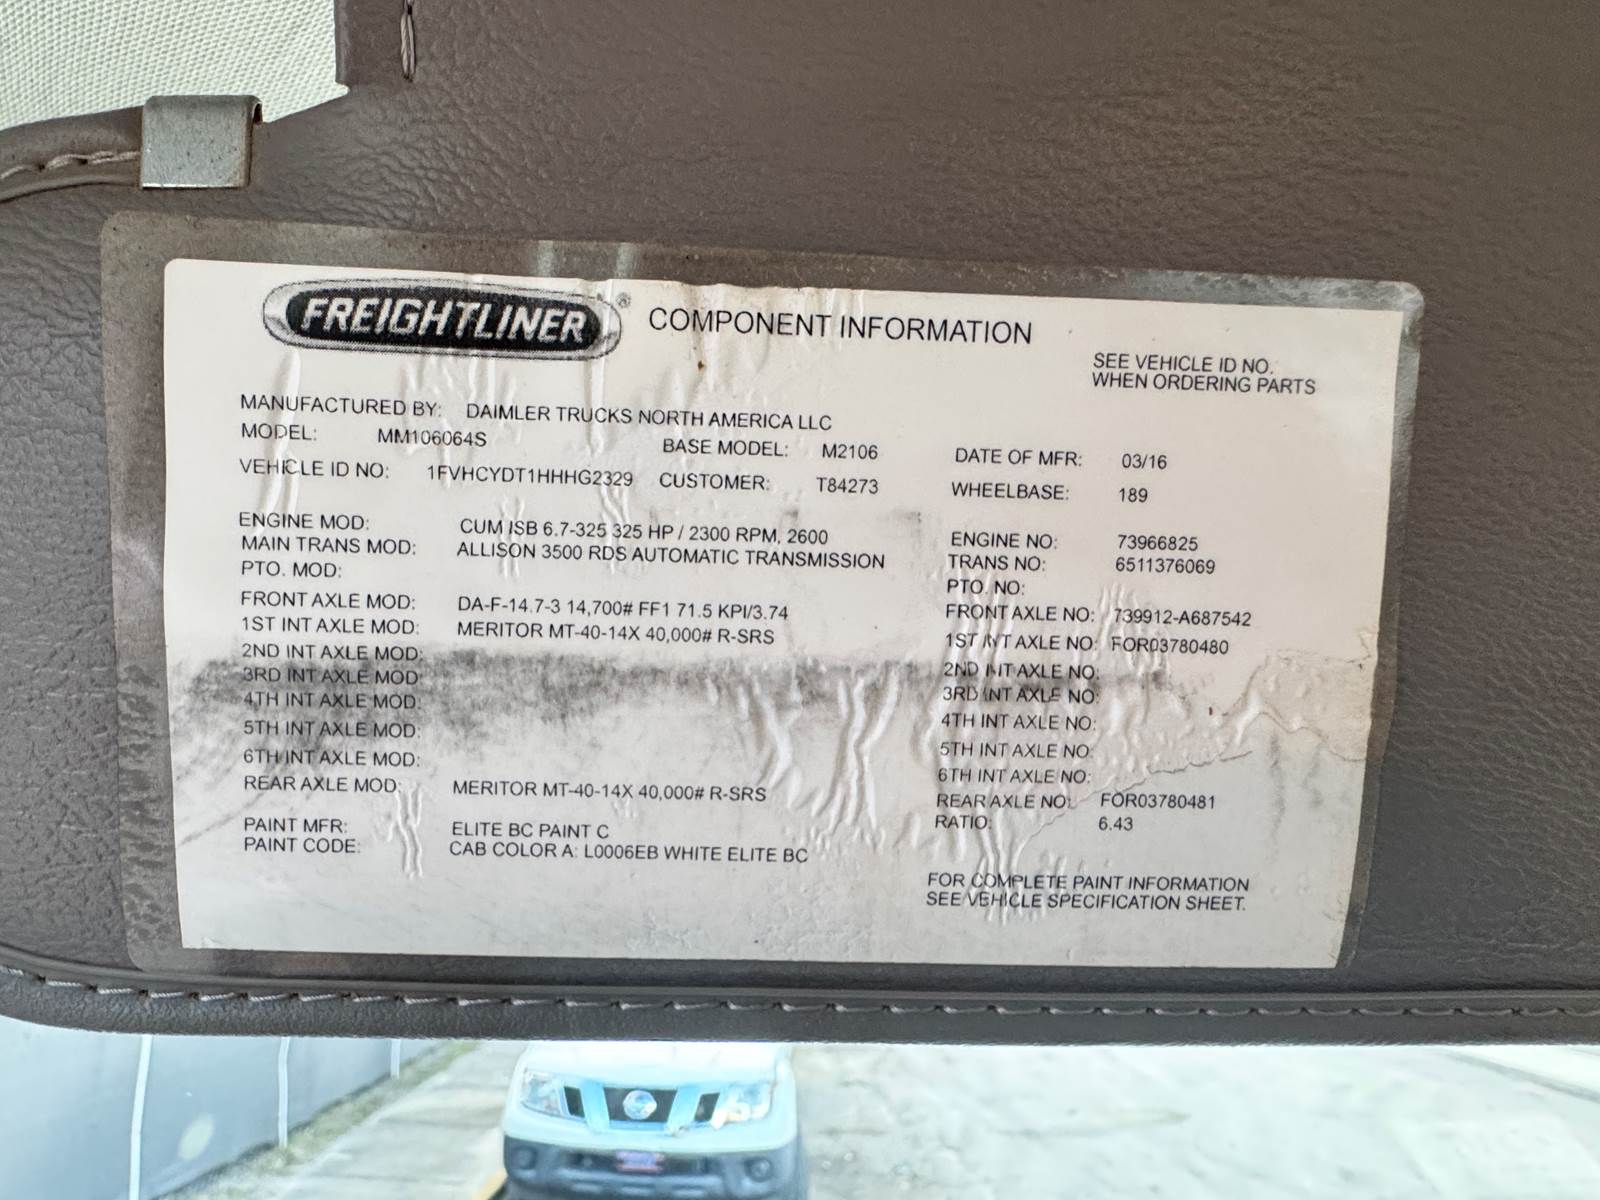 FREIGHTLINER®
COMPONENT INFORMATION
SEE VEHICLE ID NO.
WHEN ORDERING PARTS
MANUFACTURED BY: DAIMLER TRUCKS NORTH AMERICA LLC
MODEL: MM106064S BASE MODEL: M2106 DATE OF MFR: 03/16
VEHICLE ID NO: 1FVHCYDT1HHHG2329 CUSTOMER: T84273 WHEELBASE: 189
ENGINE MOD: CUM ISB 6.7-325 325 HP / 2300 RPM, 2600 ENGINE NO: 73966825
MAIN TRANS MOD: ALLISON 3500 RDS AUTOMATIC TRANSMISSION TRANS NO: 6511376069
PTO. MOD: PTO. NO:
FRONT AXLE MOD: DA-F-14.7-3 14,700# FF1 71.5 KPI/3.74 FRONT AXLE NO: 739912-A687542
1ST INT AXLE MOD: MERITOR MT-40-14X 40,000# R-SRS 1ST INT AXLE NO: FOR03780480
2ND INT AXLE MOD: 2ND INT AXLE NO:
3RD INT AXLE MOD: 3RD INT AXLE NO:
4TH INT AXLE MOD: 4TH INT AXLE NO:
5TH INT AXLE MOD: 5TH INT AXLE NO:
6TH INT AXLE MOD: 6TH INT AXLE NO:
REAR AXLE MOD: MERITOR MT-40-14X 40,000# R-SRS REAR AXLE NO: FOR03780481
RATIO: 6.43
PAINT MFR: ELITE BC PAINT C
PAINT CODE: CAB COLOR A: L0006EB WHITE ELITE BC
FOR COMPLETE PAINT INFORMATION
SEE VEHICLE SPECIFICATION SHEET.